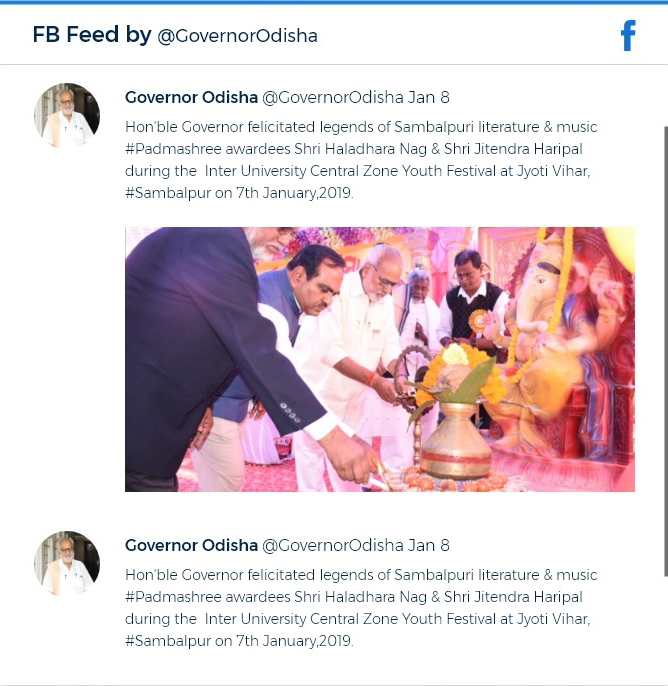 FB Feed by @GovernorOdisha
Governor Odisha @GovernorOdisha Jan 8
Hon'ble Governor felicitated legends of Sambalpuri literature & music
#Padmashree awardees Shri Haladhara Nag & Shri Jitendra Haripal
during the Inter University Central Zone Youth Festival at Jyoti Vihar,
#Sambalpur on 7th January,2019.
Governor Odisha @GovernorOdisha Jan 8
Hon'ble Governor felicitated legends of Sambalpuri literature & music
#Padmashree awardees Shri Haladhara Nag & Shri Jitendra Haripal
during the Inter University Central Zone Youth Festival at Jyoti Vihar,
#Sambalpur on 7th January,2019.